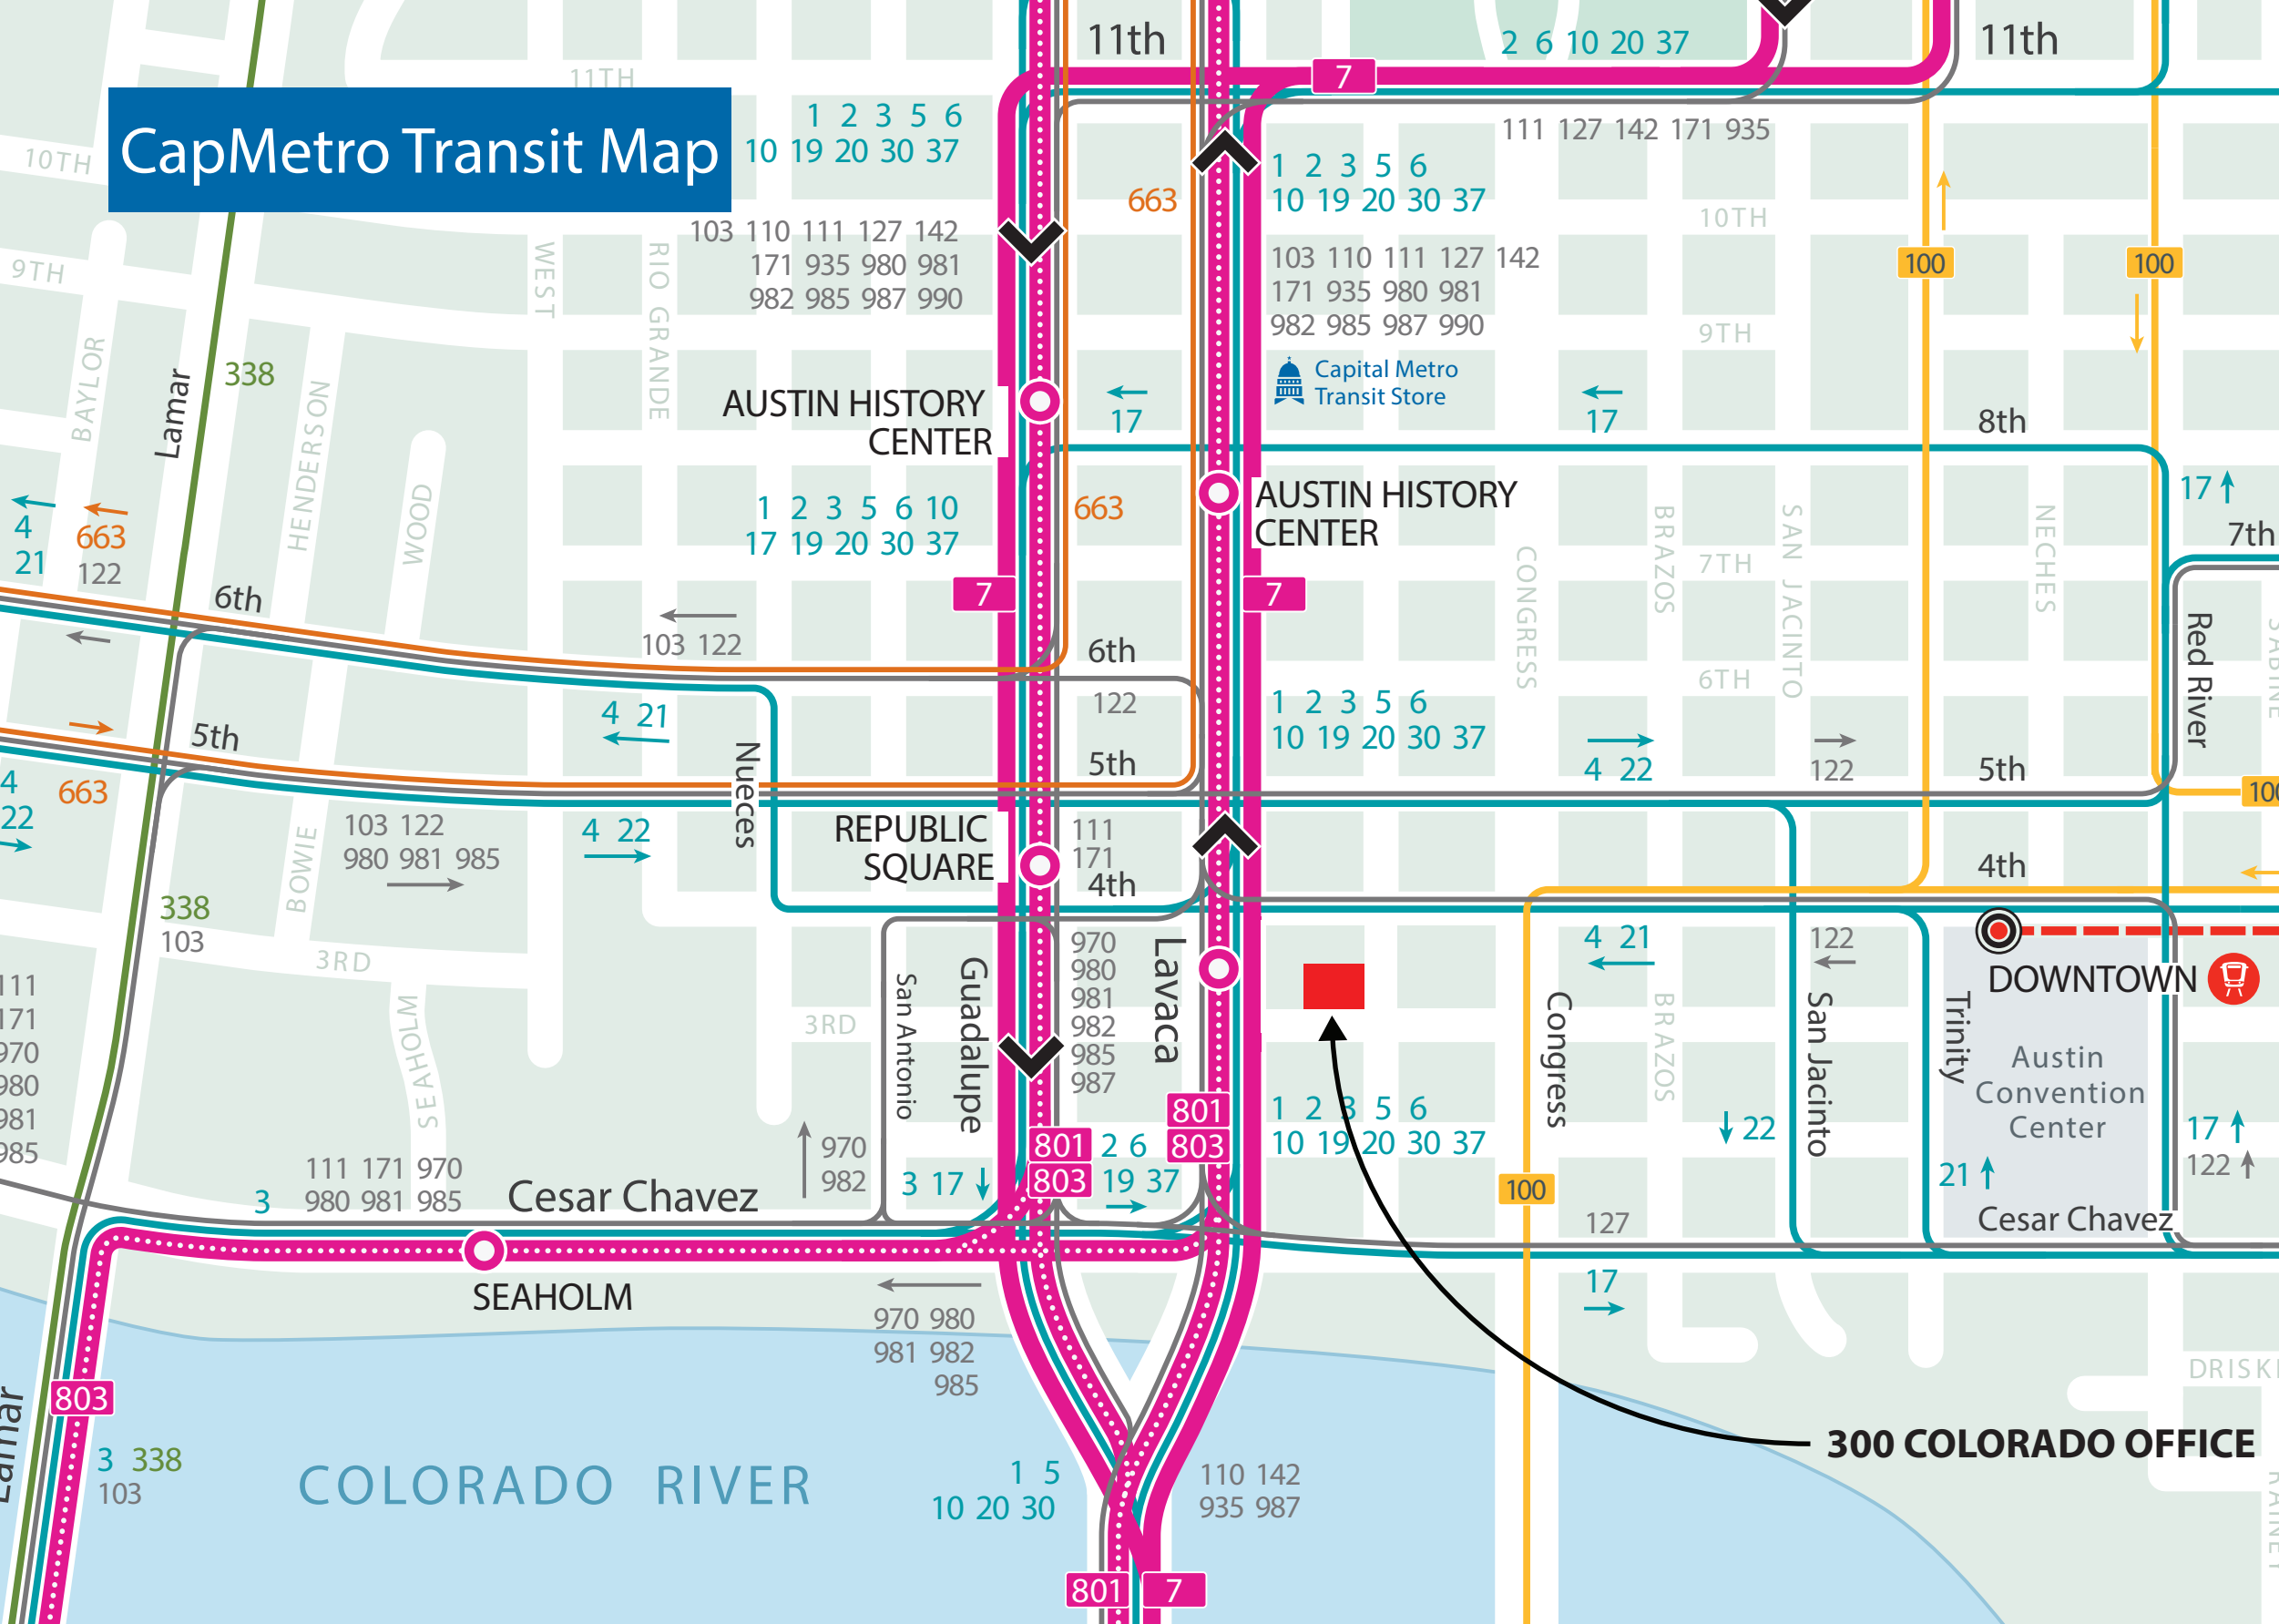 CapMetro Transit Map
11th
2 6 10 20 37
11th
7
11TH
1 2 3 5 6
10 19 20 30 37
111 127 142 171 935
10TH
663
1 2 3 5 6
10 19 20 30 37
10TH
103 110 111 127 142
171 935 980 981
982 985 987 990
103 110 111 127 142
171 935 980 981
982 985 987 990
100
100
9TH
WEST
RIO GRANDE
9TH
BAYLOR
Lamar
338
HENDERSON
Capital Metro
Transit Store
AUSTIN HISTORY
CENTER
17
17
8th
WOOD
AUSTIN HISTORY
CENTER
17
4
21
663
122
1 2 3 5 6 10
17 19 20 30 37
663
CONGRESS
BRAZOS
SAN JACINTO
NECHES
7th
7TH
7
7
6th
103 122
6th
6TH
Red River
122
4 21
1 2 3 5 6
10 19 20 30 37
5th
Nueces
5th
4 22
122
5th
4
22
663
100
103 122
980 981 985
4 22
REPUBLIC
SQUARE
111
171
4th
4th
BOWIE
338
103
3RD
970
980
981
982
985
987
Lavaca
Guadalupe
San Antonio
4 21
122
DOWNTOWN
111
171
970
980
981
985
SEAHOLM
3RD
Congress
BRAZOS
San Jacinto
Trinity
Austin
Convention
Center
801
803
1 2 3 5 6
10 19 20 30 37
22
17
122
21
970
982
801
803
2 6
19 37
3 17
111 171 970
980 981 985
3
Cesar Chavez
100
127
Cesar Chavez
17
SEAHOLM
970 980
981 982
985
803
Lamar
300 COLORADO OFFICE
3 338
103
COLORADO RIVER
1 5
10 20 30
110 142
935 987
801
7